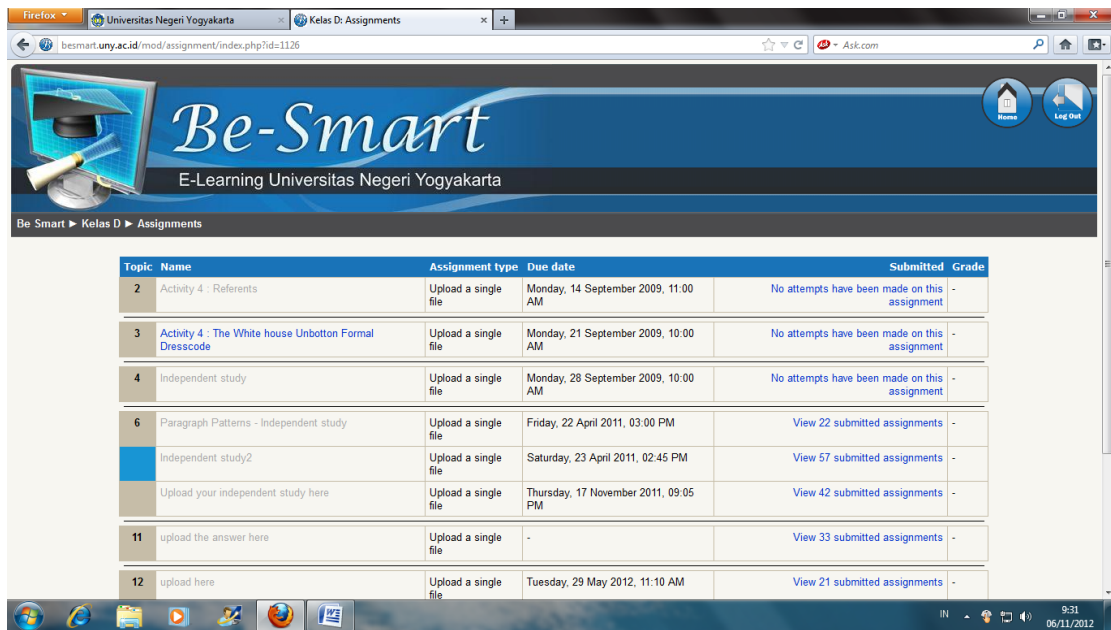 Firefox
Universitas Negeri Yogyakarta
Kelas D: Assignments
besmart.uny.ac.id/mod/assignment/index.php?id=1126
Ask.com
Be-Smart
E-Learning Universitas Negeri Yogyakarta
Home
Log Out
Be Smart ► Kelas D ► Assignments
Topic Name Assignment type Due date Submitted Grade
2 Activity 4 : Referents Upload a single Monday, 14 September 2009, 11:00 No attempts have been made on this -
file AM assignment
3 Activity 4 : The White house Unbotton Formal Upload a single Monday, 21 September 2009, 10:00 No attempts have been made on this -
Dresscode file AM assignment
4 Independent study Upload a single Monday, 28 September 2009, 10:00 No attempts have been made on this -
file AM assignment
6 Paragraph Patterns - Independent study Upload a single Friday, 22 April 2011, 03:00 PM View 22 submitted assignments -
file
Independent study2 Upload a single Saturday, 23 April 2011, 02:45 PM View 57 submitted assignments -
file
Upload your independent study here Upload a single Thursday, 17 November 2011, 09:05 View 42 submitted assignments -
file PM
11 upload the answer here Upload a single - View 33 submitted assignments -
file
12 upload here Upload a single Tuesday, 29 May 2012, 11:10 AM View 21 submitted assignments -
file
IN
9:31
06/11/2012